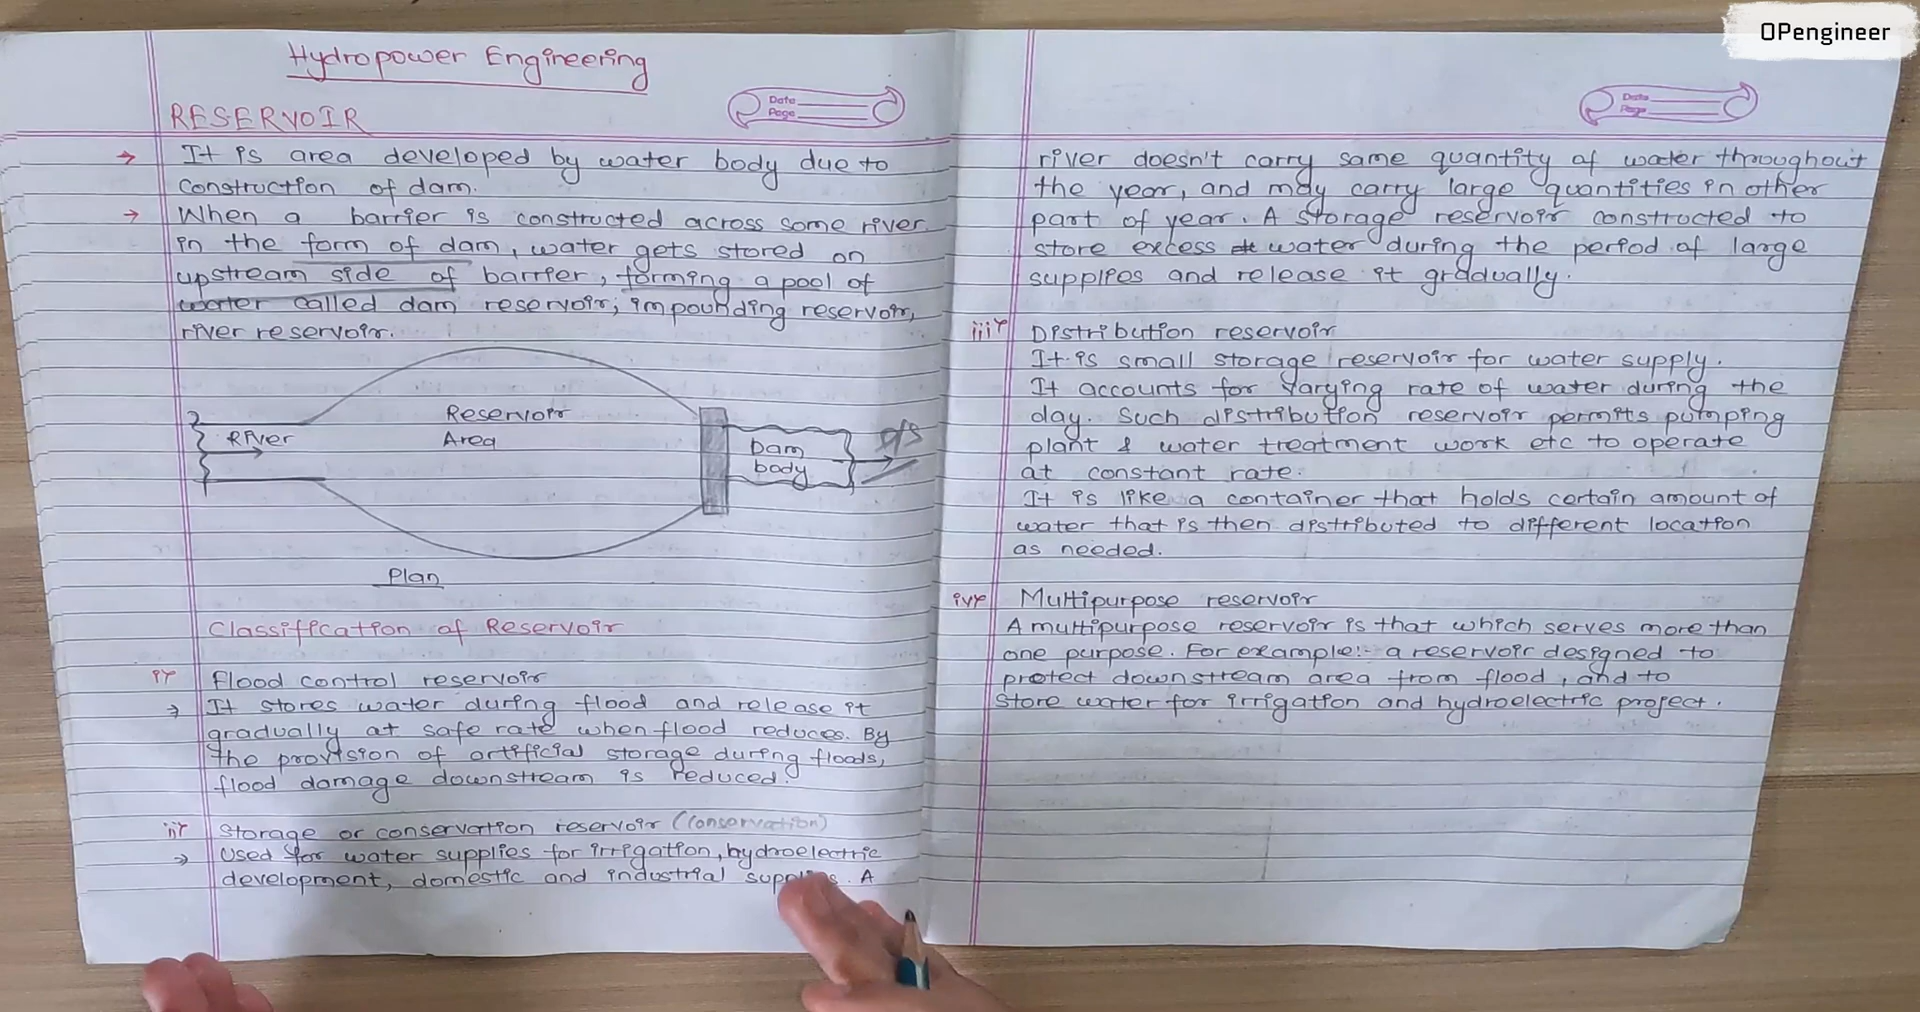 OPengineer
Hydropower Engineering
RESERVOIR
Date
Page
→ It is area developed by water body due to
construction of dam.
→ When a barrier is constructed across some river
in the form of dam, water gets stored on
upstream side of barrier, forming a pool of
water called dam reservoir, impounding reservoir,
river reservoir.
Reservoir
Area
River
Dam
body
d/s
Plan
Classification of Reservoir
i) Flood control reservoir
→ It stores water during flood and release it
gradually at safe rate when flood reduces. By
the provision of artificial storage during floods,
flood damage downstream is reduced.
ii) Storage or conservation reservoir (conservation)
→ Used for water supplies for irrigation, hydroelectric
development, domestic and industrial supplies. A
Date
Page
river doesn't carry same quantity of water throughout
the year, and may carry large quantities in other
part of year. A storage reservoir constructed to
store excess water during the period of large
supplies and release it gradually.
iii) Distribution reservoir
It is small storage reservoir for water supply.
It accounts for varying rate of water during the
day. Such distribution reservoir permits pumping
plant & water treatment work etc to operate
at constant rate.
It is like a container that holds certain amount of
water that is then distributed to different location
as needed.
iv) Multipurpose reservoir
A multipurpose reservoir is that which serves more than
one purpose. For example:- a reservoir designed to
protect downstream area from flood, and to
store water for irrigation and hydroelectric project.